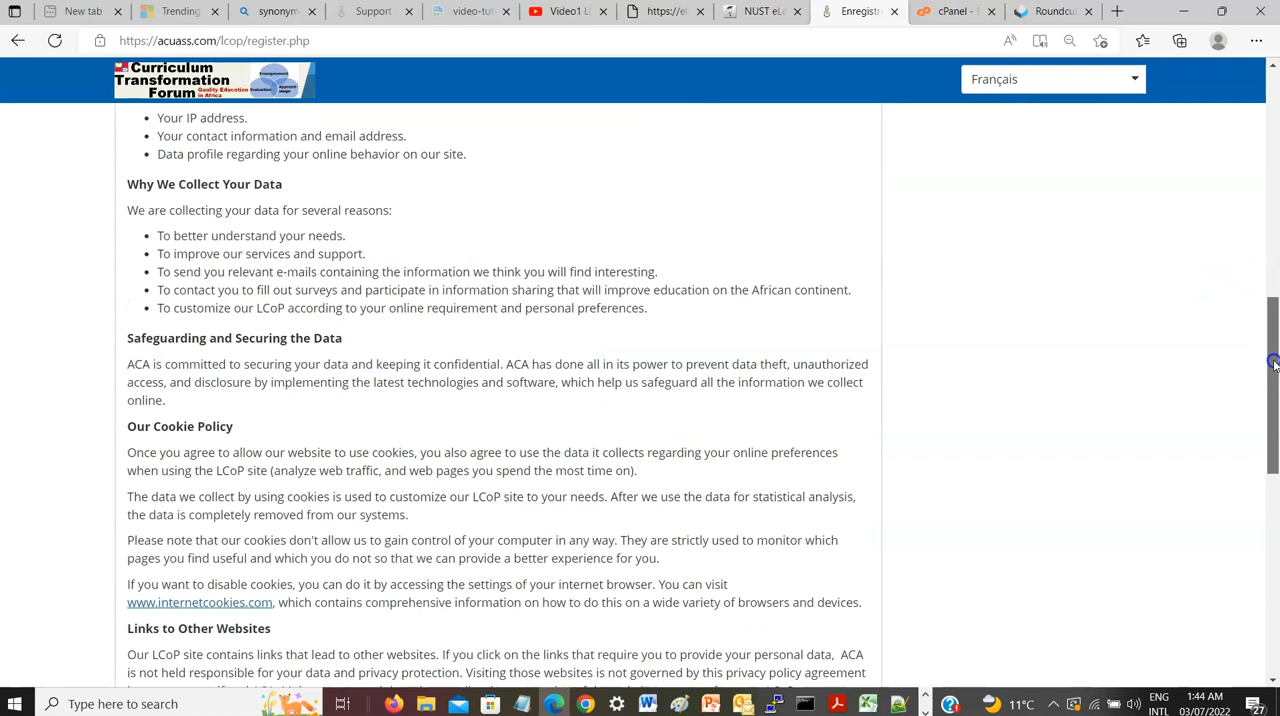 New tab
Trending
synonym
Support
video-tut
Video1 L
https://el
NUST eLe
Enregistr
cPanel -
Roundcu
https://acuass.com/lcop/register.php
Curriculum
Transformation
Forum
Quality Education
in Africa
Enseignement
Evaluation
Apprent
issage
Français
Your IP address.
Your contact information and email address.
Data profile regarding your online behavior on our site.
Why We Collect Your Data
We are collecting your data for several reasons:
To better understand your needs.
To improve our services and support.
To send you relevant e-mails containing the information we think you will find interesting.
To contact you to fill out surveys and participate in information sharing that will improve education on the African continent.
To customize our LCoP according to your online requirement and personal preferences.
Safeguarding and Securing the Data
ACA is committed to securing your data and keeping it confidential. ACA has done all in its power to prevent data theft, unauthorized
access, and disclosure by implementing the latest technologies and software, which help us safeguard all the information we collect
online.
Our Cookie Policy
Once you agree to allow our website to use cookies, you also agree to use the data it collects regarding your online preferences
when using the LCoP site (analyze web traffic, and web pages you spend the most time on).
The data we collect by using cookies is used to customize our LCoP site to your needs. After we use the data for statistical analysis,
the data is completely removed from our systems.
Please note that our cookies don't allow us to gain control of your computer in any way. They are strictly used to monitor which
pages you find useful and which you do not so that we can provide a better experience for you.
If you want to disable cookies, you can do it by accessing the settings of your internet browser. You can visit
www.internetcookies.com, which contains comprehensive information on how to do this on a wide variety of browsers and devices.
Links to Other Websites
Our LCoP site contains links that lead to other websites. If you click on the links that require you to provide your personal data, ACA
is not held responsible for your data and privacy protection. Visiting those websites is not governed by this privacy policy agreement
Type here to search
11°C
ENG
INTL
1:44 AM
03/07/2022
27